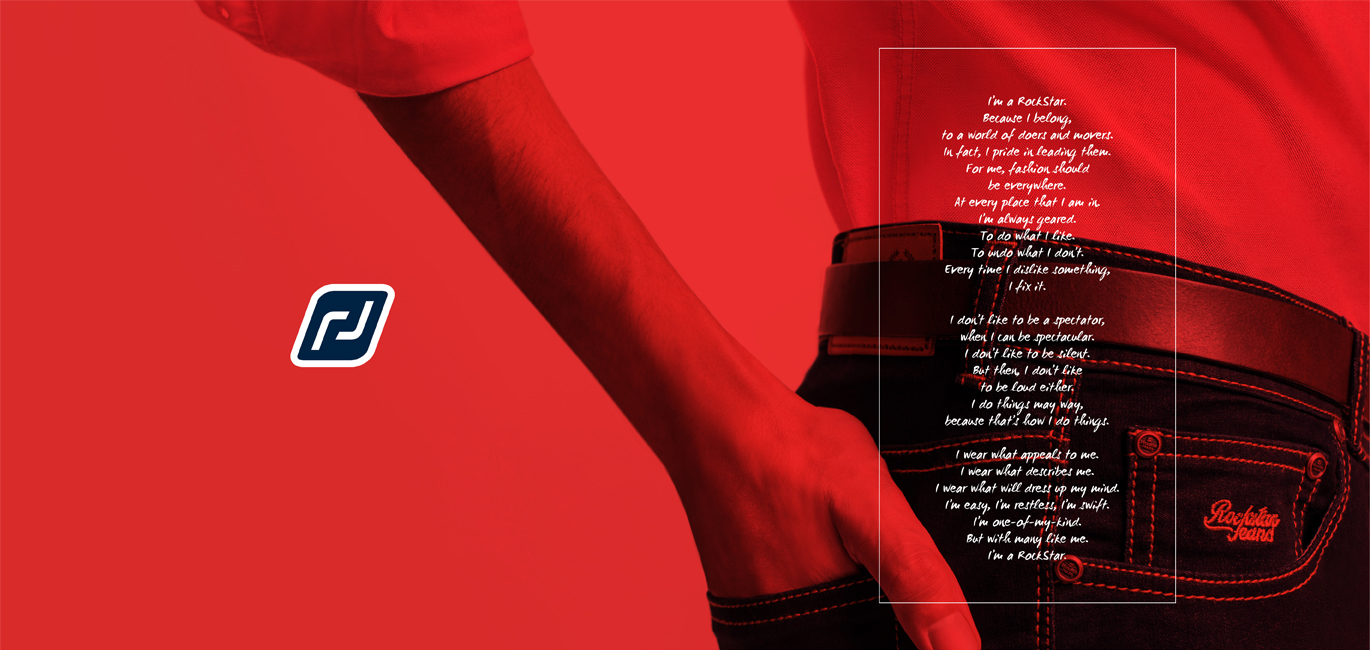 I'm a RockStar.
Because I belong,
to a world of doers and movers.
In fact, I pride in leading them.
For me, fashion should
be everywhere.
At every place that I am in.
I'm always geared.
To do what I like.
To undo what I don't.
Every time I dislike something,
I fix it.
I don't like to be a spectator,
when I can be spectacular.
I don't like to be silent.
But then, I don't like
to be loud either.
I do things may way,
because that's how I do things.
I wear what appeals to me.
I wear what describes me.
I wear what will dress up my mind.
I'm easy, I'm restless, I'm swift.
I'm one-of-my-kind.
But with many like me.
I'm a RockStar.
Rockstar
Jeans